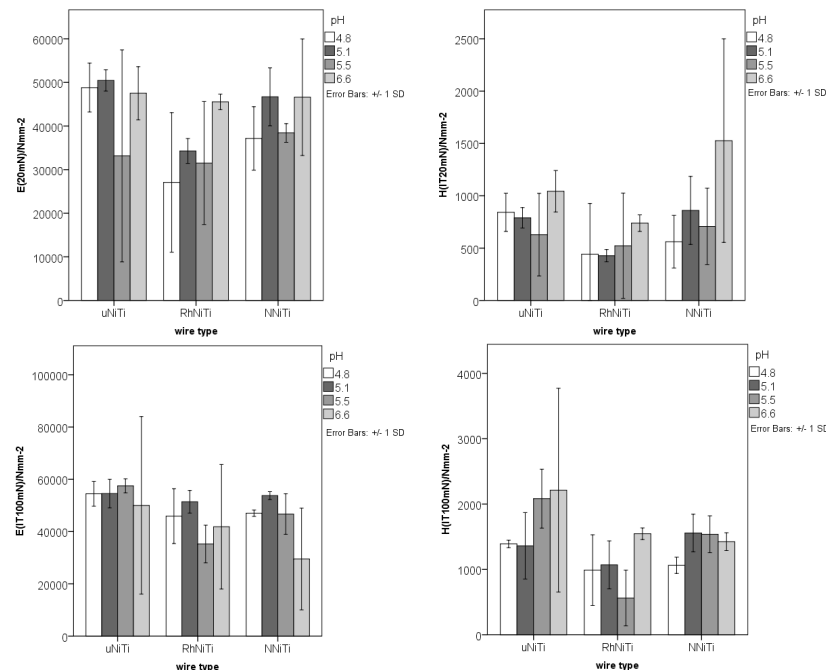 pH
4.8
5.1
5.5
6.6
Error Bars: +/- 1 SD
E(20mN)/Nmm-2
60000
50000
40000
30000
20000
10000
0
uNiTi RhNiTi NNiTi
wire type
pH
4.8
5.1
5.5
6.6
Error Bars: +/- 1 SD
H(IT20mN)/Nmm-2
2500
2000
1500
1000
500
0
uNiTi RhNiTi NNiTi
wire type
pH
4.8
5.1
5.5
6.6
Error Bars: +/- 1 SD
E(IT100mN)/Nmm-2
100000
80000
60000
40000
20000
0
uNiTi RhNiTi NNiTi
wire type
pH
4.8
5.1
5.5
6.6
Error Bars: +/- 1 SD
H(IT100mN)/Nmm-2
4000
3000
2000
1000
0
uNiTi RhNiTi NNiTi
wire type